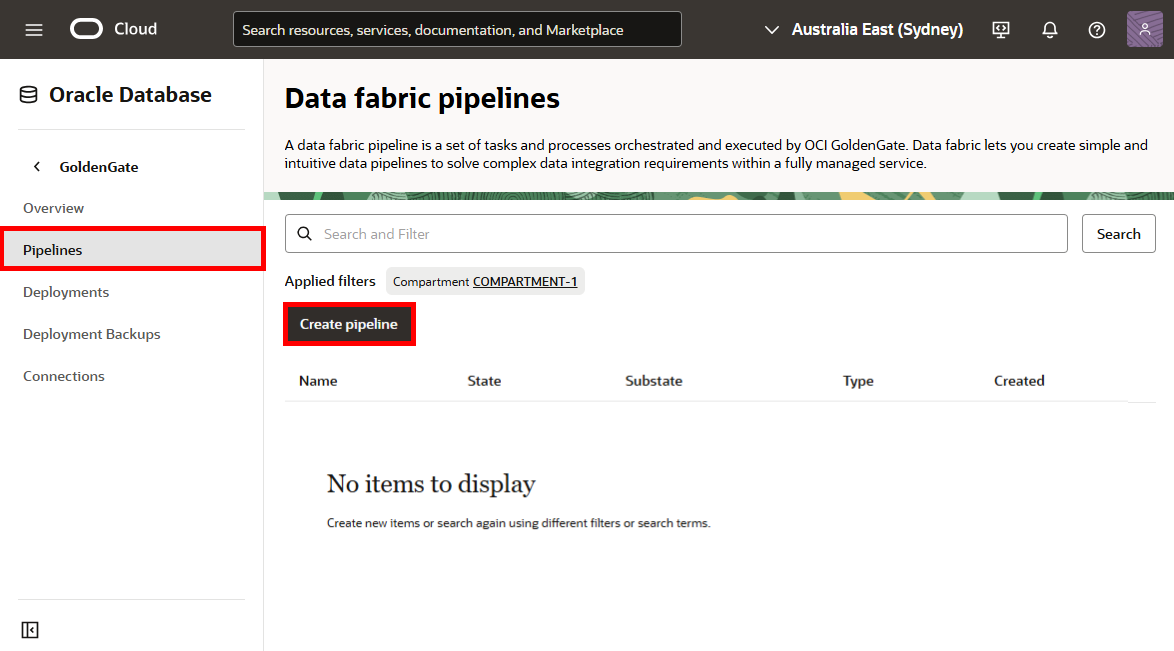 Cloud
Search resources, services, documentation, and Marketplace
Australia East (Sydney)
Oracle Database
GoldenGate
Overview
Pipelines
Deployments
Deployment Backups
Connections
Data fabric pipelines
A data fabric pipeline is a set of tasks and processes orchestrated and executed by OCI GoldenGate. Data fabric lets you create simple and
intuitive data pipelines to solve complex data integration requirements within a fully managed service.
Search and Filter
Search
Applied filters
Compartment COMPARTMENT-1
Create pipeline
Name State Substate Type Created
No items to display
Create new items or search again using different filters or search terms.